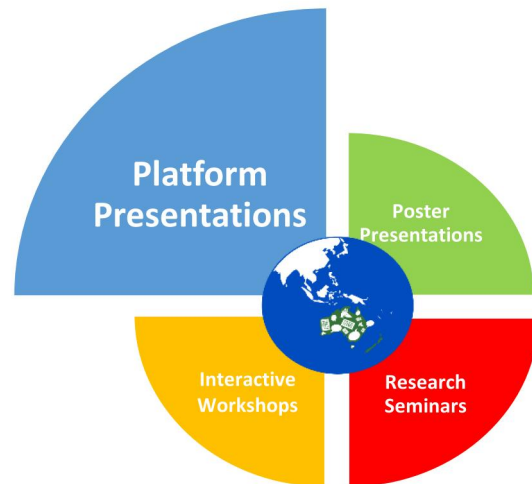 Platform
Presentations
Poster
Presentations
Interactive
Workshops
Research
Seminars